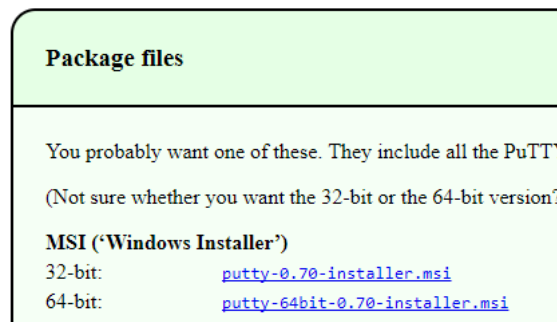 Package files
You probably want one of these. They include all the PuTTY
(Not sure whether you want the 32-bit or the 64-bit version?
MSI (‘Windows Installer’)
32-bit: putty-0.70-installer.msi
64-bit: putty-64bit-0.70-installer.msi